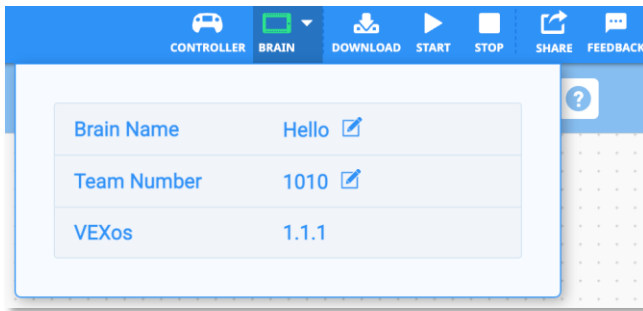 CONTROLLER BRAIN DOWNLOAD START STOP SHARE FEEDBACK
?
Brain Name Hello
Team Number 1010
VEXos 1.1.1